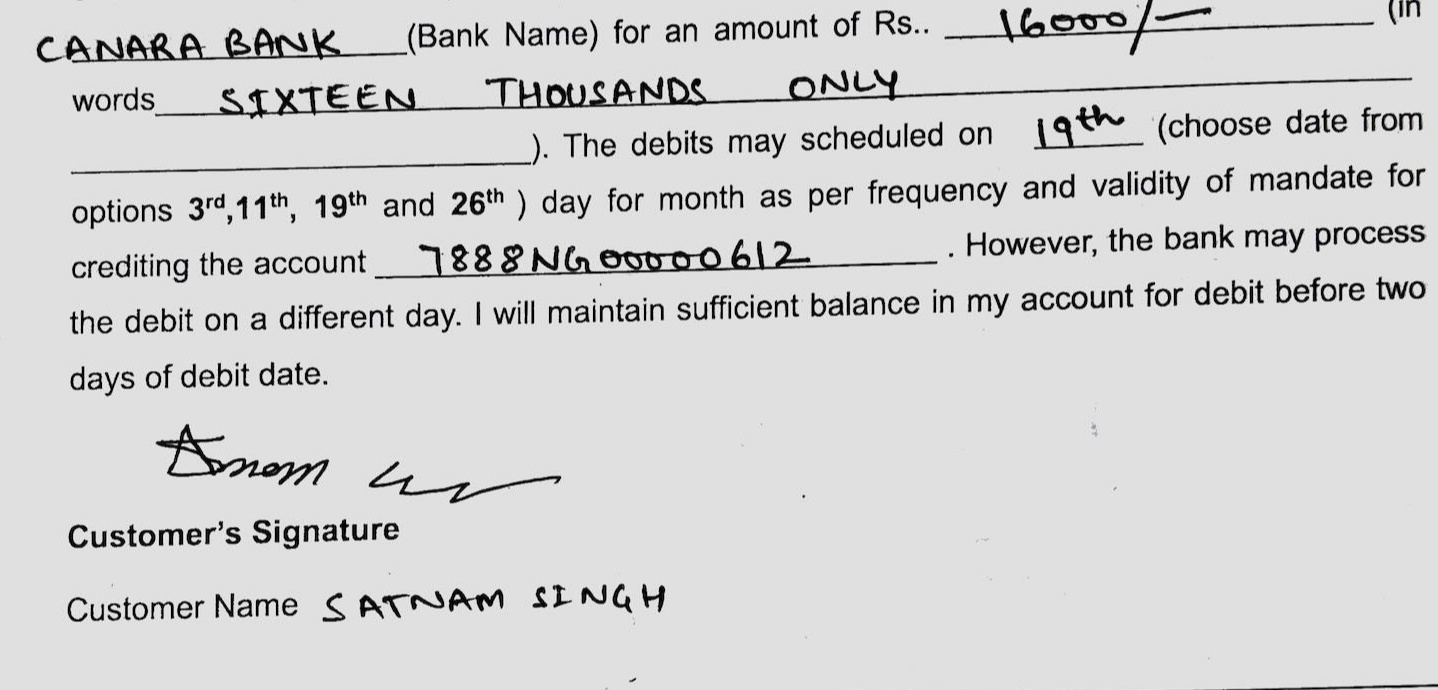 CANARA BANK (Bank Name) for an amount of Rs.. 16000/- (in
words SIXTEEN THOUSANDS ONLY
). The debits may scheduled on 19th (choose date from
options 3rd,11th, 19th and 26th ) day for month as per frequency and validity of mandate for
crediting the account 7888NG00000612 . However, the bank may process
the debit on a different day. I will maintain sufficient balance in my account for debit before two
days of debit date.
Customer's Signature
Customer Name SATNAM SINGH